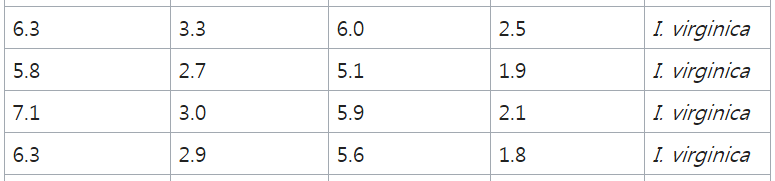 6.3 3.3 6.0 2.5 I. virginica
5.8 2.7 5.1 1.9 I. virginica
7.1 3.0 5.9 2.1 I. virginica
6.3 2.9 5.6 1.8 I. virginica